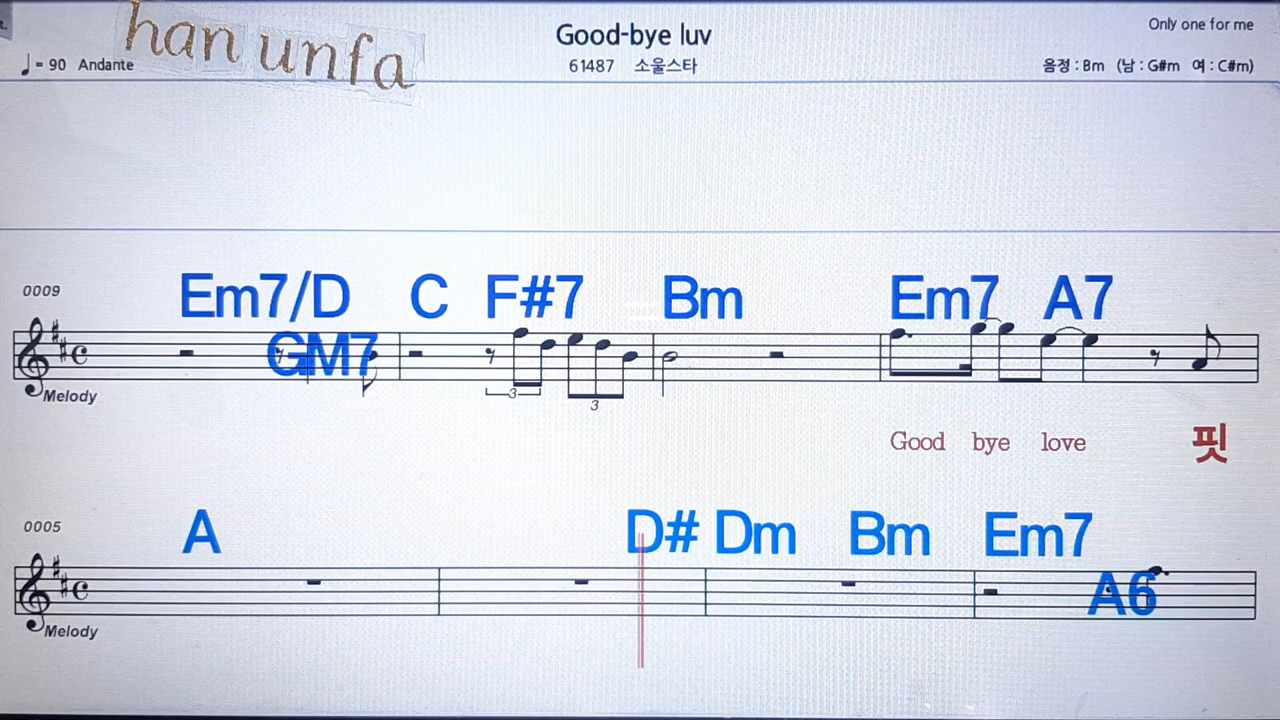 han unfa
Good-bye luv
Only one for me
♩= 90 Andante
61487 소울스타
음정 : Bm (남 : G#m 여 : C#m)
0009
Em7/D C F#7 Bm Em7 A7
GM7
3
3
Melody
Good bye love 핏
0005
A D# Dm Bm Em7
A6
Melody